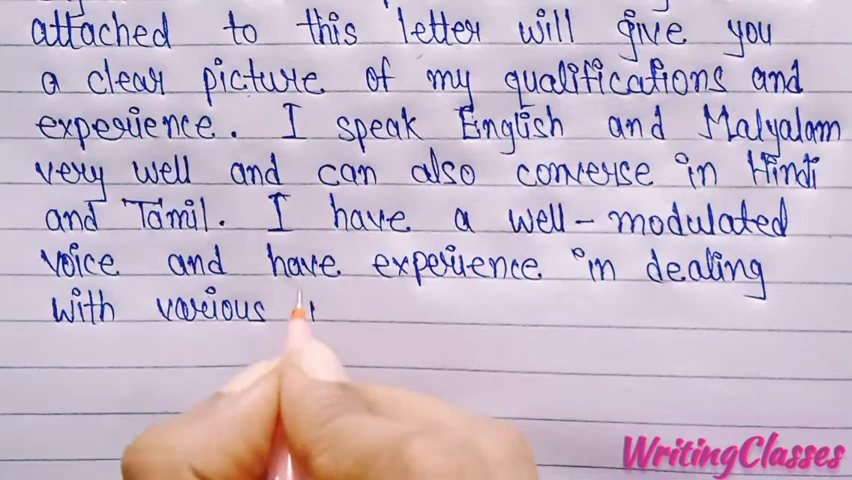 attached to this letter will give you
a clear picture of my qualifications and
experience. I speak English and Malyalam
very well and can also converse in Hindi
and Tamil. I have a well-modulated
voice and have experience in dealing
with various
WritingClasses